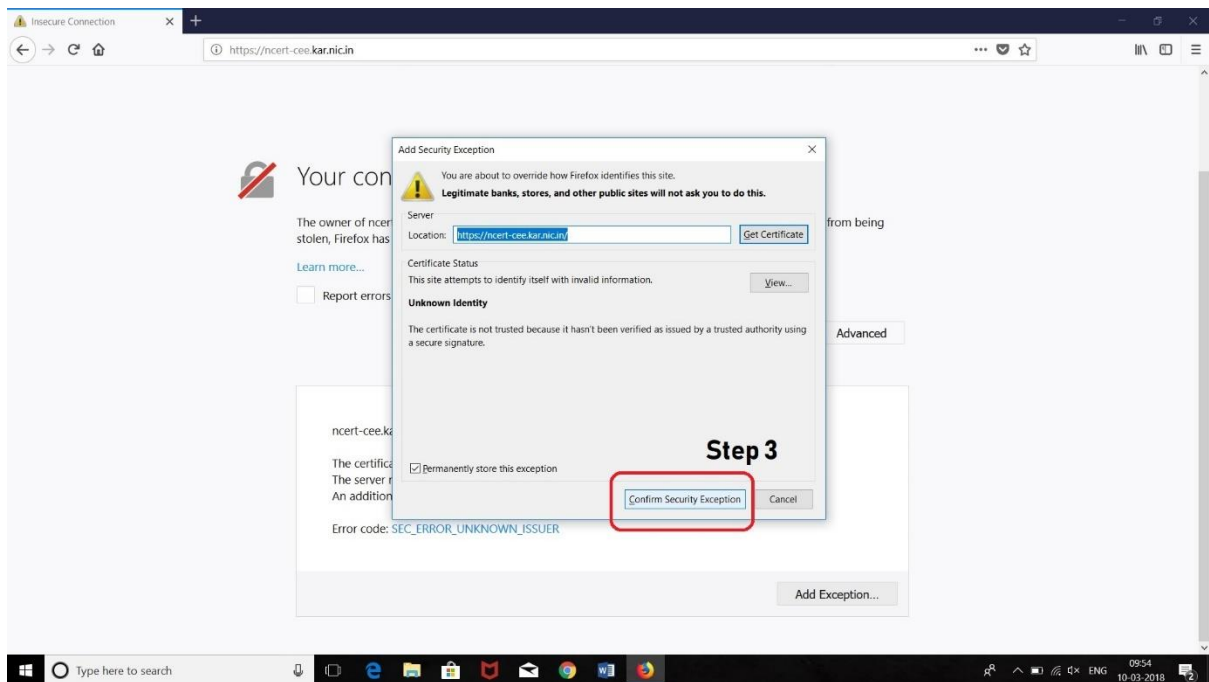 Insecure Connection
https://ncert-cee.kar.nic.in
Your con
The owner of ncer
from being
stolen, Firefox has
Learn more...
Report errors
Advanced
Add Security Exception
You are about to override how Firefox identifies this site.
Legitimate banks, stores, and other public sites will not ask you to do this.
Server
Location: https://ncert-cee.kar.nic.in/ Get Certificate
Certificate Status
This site attempts to identify itself with invalid information.
View...
Unknown Identity
The certificate is not trusted because it hasn't been verified as issued by a trusted authority using
a secure signature.
Step 3
Permanently store this exception
Confirm Security Exception Cancel
ncert-cee.ka
The certifica
The server r
An addition
Error code: SEC_ERROR_UNKNOWN_ISSUER
Add Exception...
Type here to search
ENG
09:54
10-03-2018
2